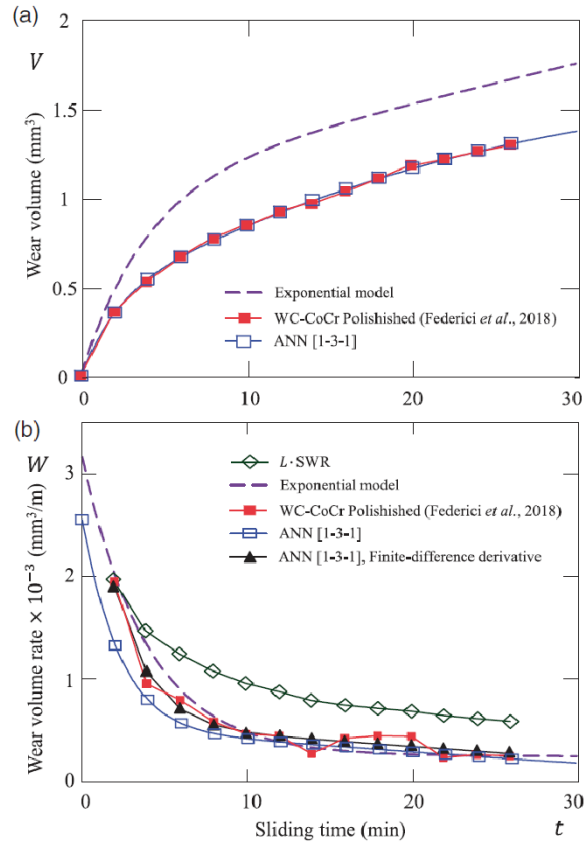 (a)
2
V
1.5
Wear volume (mm³)
1
0.5
Exponential model
WC-CoCr Polishished (Federici et al., 2018)
ANN [1-3-1]
0
0 10 20 30
(b)
W
3
L·SWR
Exponential model
WC-CoCr Polishished (Federici et al., 2018)
ANN [1-3-1]
ANN [1-3-1], Finite-difference derivative
Wear volume rate × 10⁻³ (mm³/m)
2
1
0
0 10 20 30
Sliding time (min) t